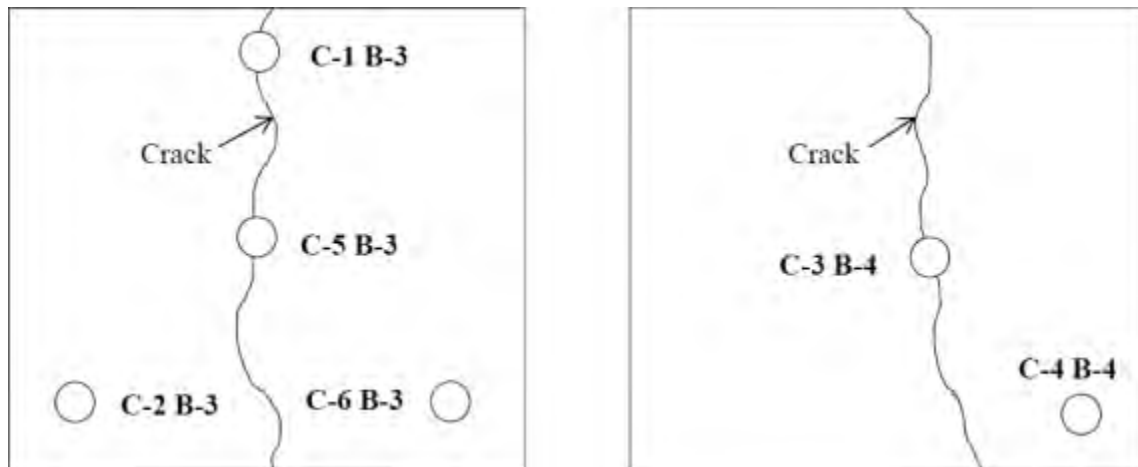 C-1 B-3
Crack
C-5 B-3
C-2 B-3
C-6 B-3
Crack
C-3 B-4
C-4 B-4